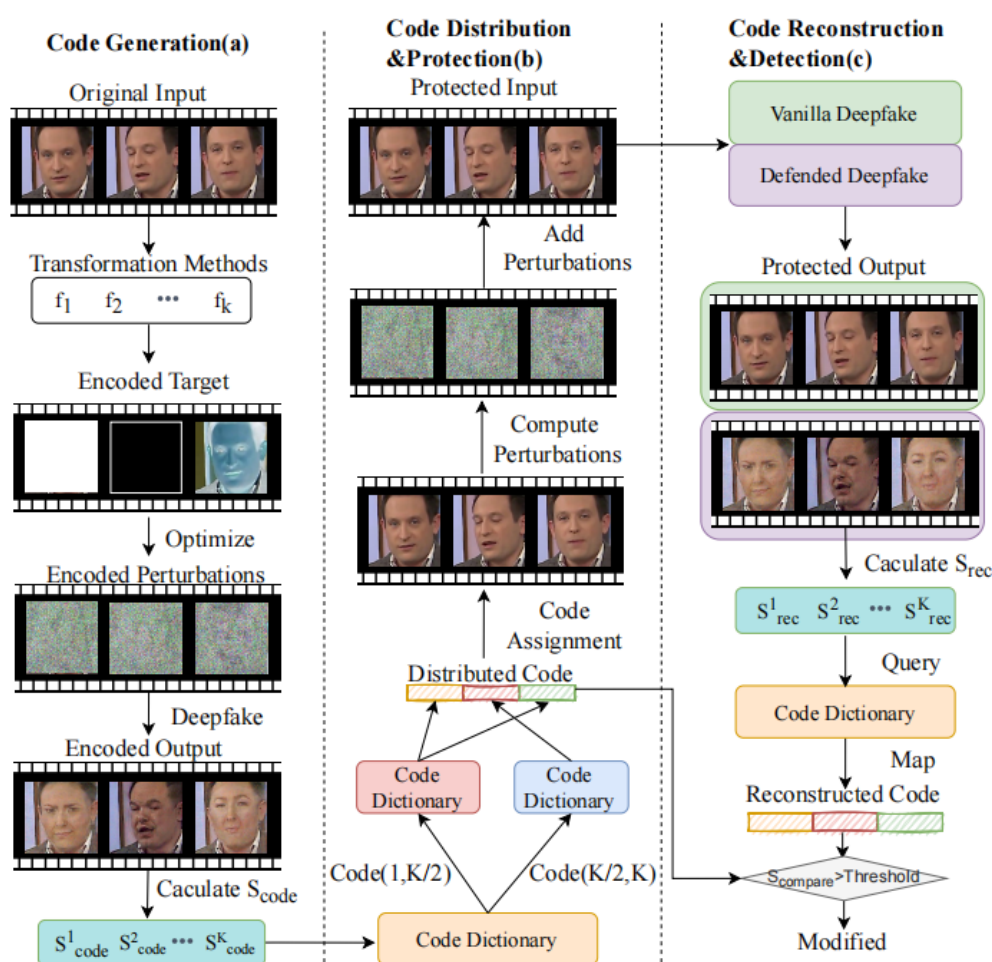 Code Generation(a)
Original Input
Transformation Methods
f1 f2 ••• fk
Encoded Target
Optimize
Encoded Perturbations
Deepfake
Encoded Output
Caculate Scode
S1code S2code ••• SKcode
Code Distribution
&Protection(b)
Protected Input
Add
Perturbations
Compute
Perturbations
Code
Assignment
Distributed Code
Code
Dictionary
Code
Dictionary
Code(1,K/2)
Code(K/2,K)
Code Dictionary
Code Reconstruction
&Detection(c)
Vanilla Deepfake
Defended Deepfake
Protected Output
Caculate Srec
S1rec S2rec ••• SKrec
Query
Code Dictionary
Map
Reconstructed Code
Scompare>Threshold
Modified